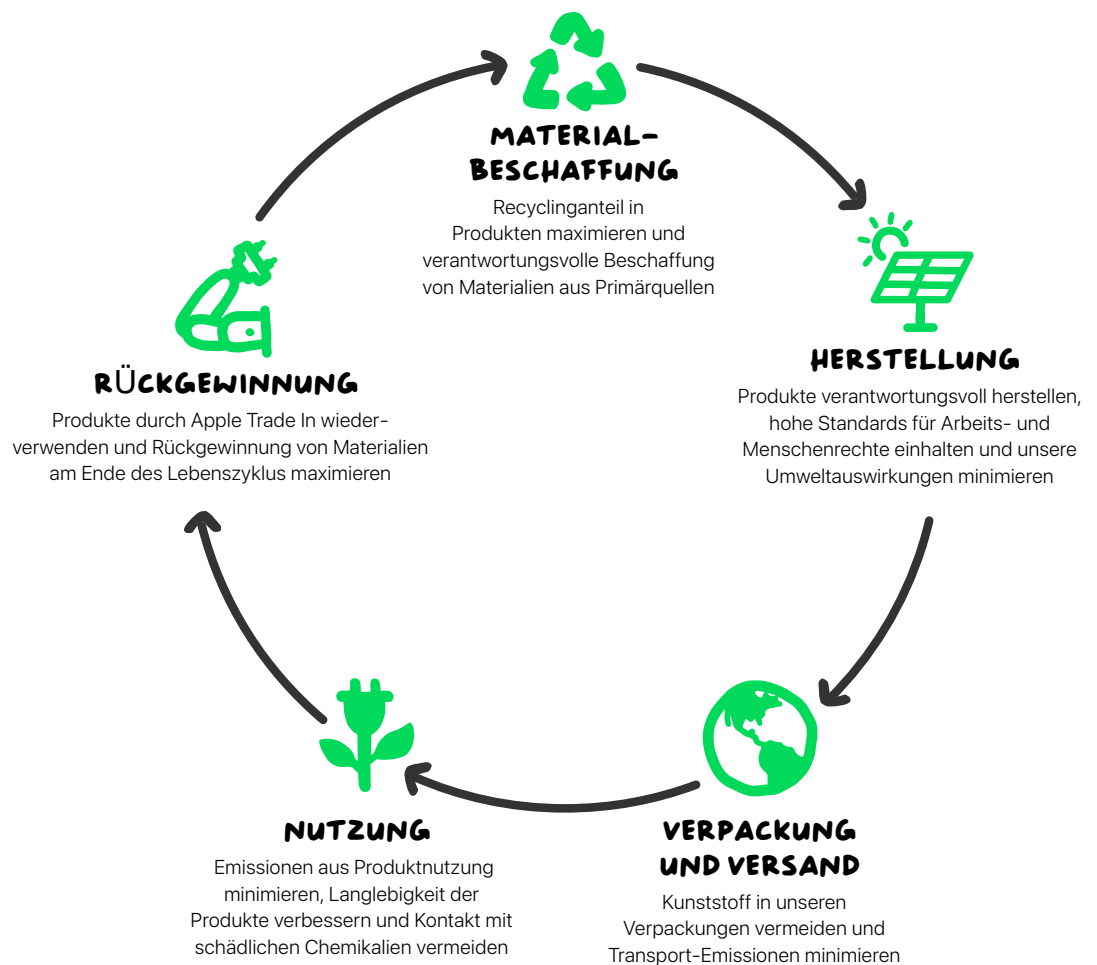 MATERIAL-
BESCHAFFUNG
Recyclinganteil in
Produkten maximieren und
verantwortungsvolle Beschaffung
von Materialien aus Primärquellen
HERSTELLUNG
Produkte verantwortungsvoll herstellen,
hohe Standards für Arbeits- und
Menschenrechte einhalten und unsere
Umweltauswirkungen minimieren
VERPACKUNG
UND VERSAND
Kunststoff in unseren
Verpackungen vermeiden und
Transport-Emissionen minimieren
NUTZUNG
Emissionen aus Produktnutzung
minimieren, Langlebigkeit der
Produkte verbessern und Kontakt mit
schädlichen Chemikalien vermeiden
RÜCKGEWINNUNG
Produkte durch Apple Trade In wieder-
verwenden und Rückgewinnung von Materialien
am Ende des Lebenszyklus maximieren